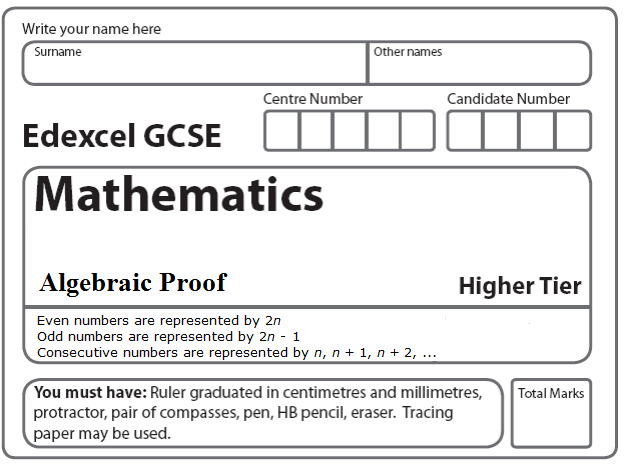 Write your name here
Surname
Other names
Centre Number
Candidate Number
Edexcel GCSE
Mathematics
Algebraic Proof
Higher Tier
Even numbers are represented by 2n
Odd numbers are represented by 2n - 1
Consecutive numbers are represented by n, n + 1, n + 2, ...
You must have: Ruler graduated in centimetres and millimetres,
protractor, pair of compasses, pen, HB pencil, eraser. Tracing
paper may be used.
Total Marks